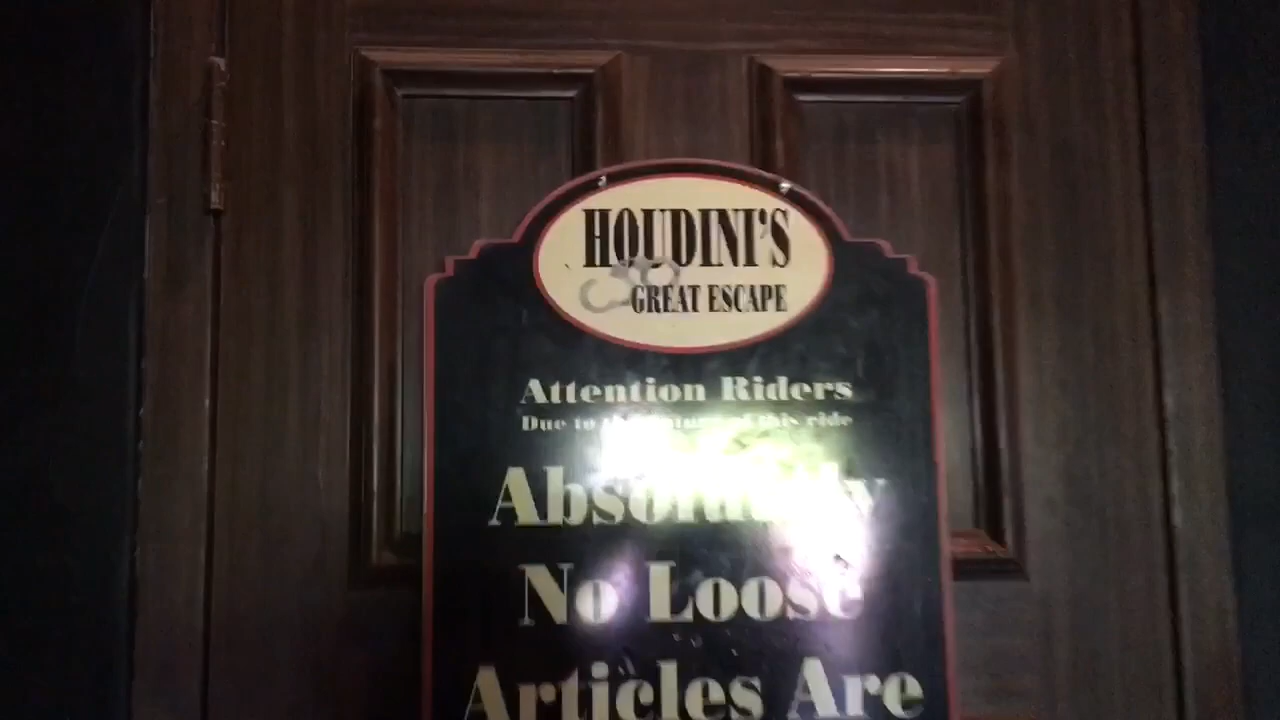 HOUDINI'S
GREAT ESCAPE
Attention Riders
Due to the nature of this ride
Absolutely
No Loose
Articles Are